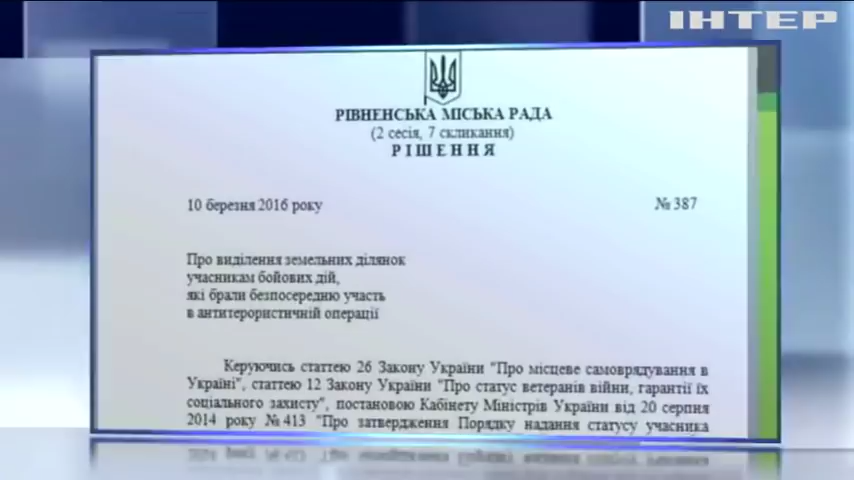 ІНТЕР
РІВНЕНСЬКА МІСЬКА РАДА
(2 сесія, 7 скликання)
РІШЕННЯ
10 березня 2016 року
№ 387
Про виділення земельних ділянок
учасникам бойових дій,
які брали безпосередню участь
в антитерористичній операції
Керуючись статтею 26 Закону України "Про місцеве самоврядування в
Україні", статтею 12 Закону України "Про статус ветеранів війни, гарантії їх
соціального захисту", постановою Кабінету Міністрів України від 20 серпня
2014 року № 413 "Про затвердження Порядку надання статусу учасника